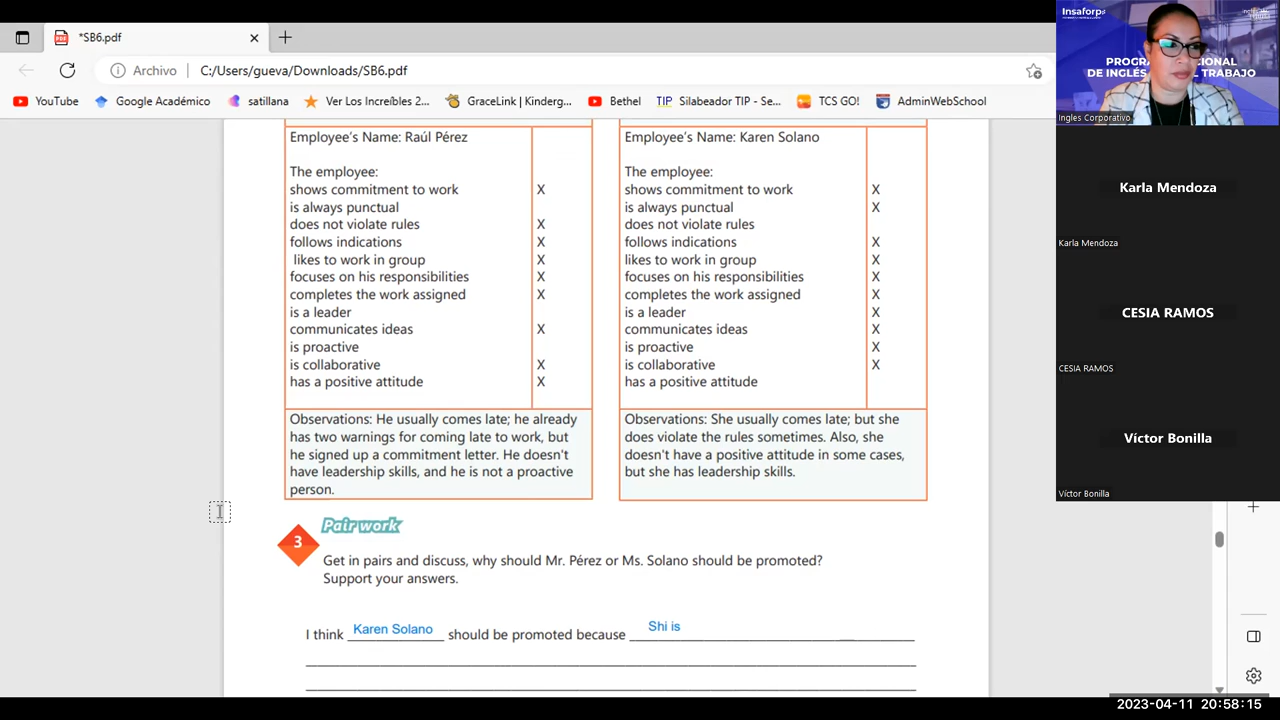 *SB6.pdf
Archivo
C:/Users/gueva/Downloads/SB6.pdf
YouTube
Google Académico
satillana
Ver Los Increíbles 2...
GraceLink | Kinderg...
Bethel
TIP Silabeador TIP - Se...
TCS GO!
AdminWebSchool
Employee's Name: Raúl Pérez
The employee:
shows commitment to work X
is always punctual
does not violate rules X
follows indications X
likes to work in group X
focuses on his responsibilities X
completes the work assigned X
is a leader
communicates ideas X
is proactive
is collaborative X
has a positive attitude X
Observations: He usually comes late; he already
has two warnings for coming late to work, but
he signed up a commitment letter. He doesn't
have leadership skills, and he is not a proactive
person.
Employee's Name: Karen Solano
The employee:
shows commitment to work X
is always punctual X
does not violate rules
follows indications X
likes to work in group X
focuses on his responsibilities X
completes the work assigned X
is a leader X
communicates ideas X
is proactive X
is collaborative X
has a positive attitude
Observations: She usually comes late; but she
does violate the rules sometimes. Also, she
doesn't have a positive attitude in some cases,
but she has leadership skills.
3
Pair work
Get in pairs and discuss, why should Mr. Pérez or Ms. Solano should be promoted?
Support your answers.
I think Karen Solano should be promoted because Shi is
Insaforp
Ingles Corporativo
Karla Mendoza
Karla Mendoza
CESIA RAMOS
CESIA RAMOS
Víctor Bonilla
Víctor Bonilla
2023-04-11 20:58:15